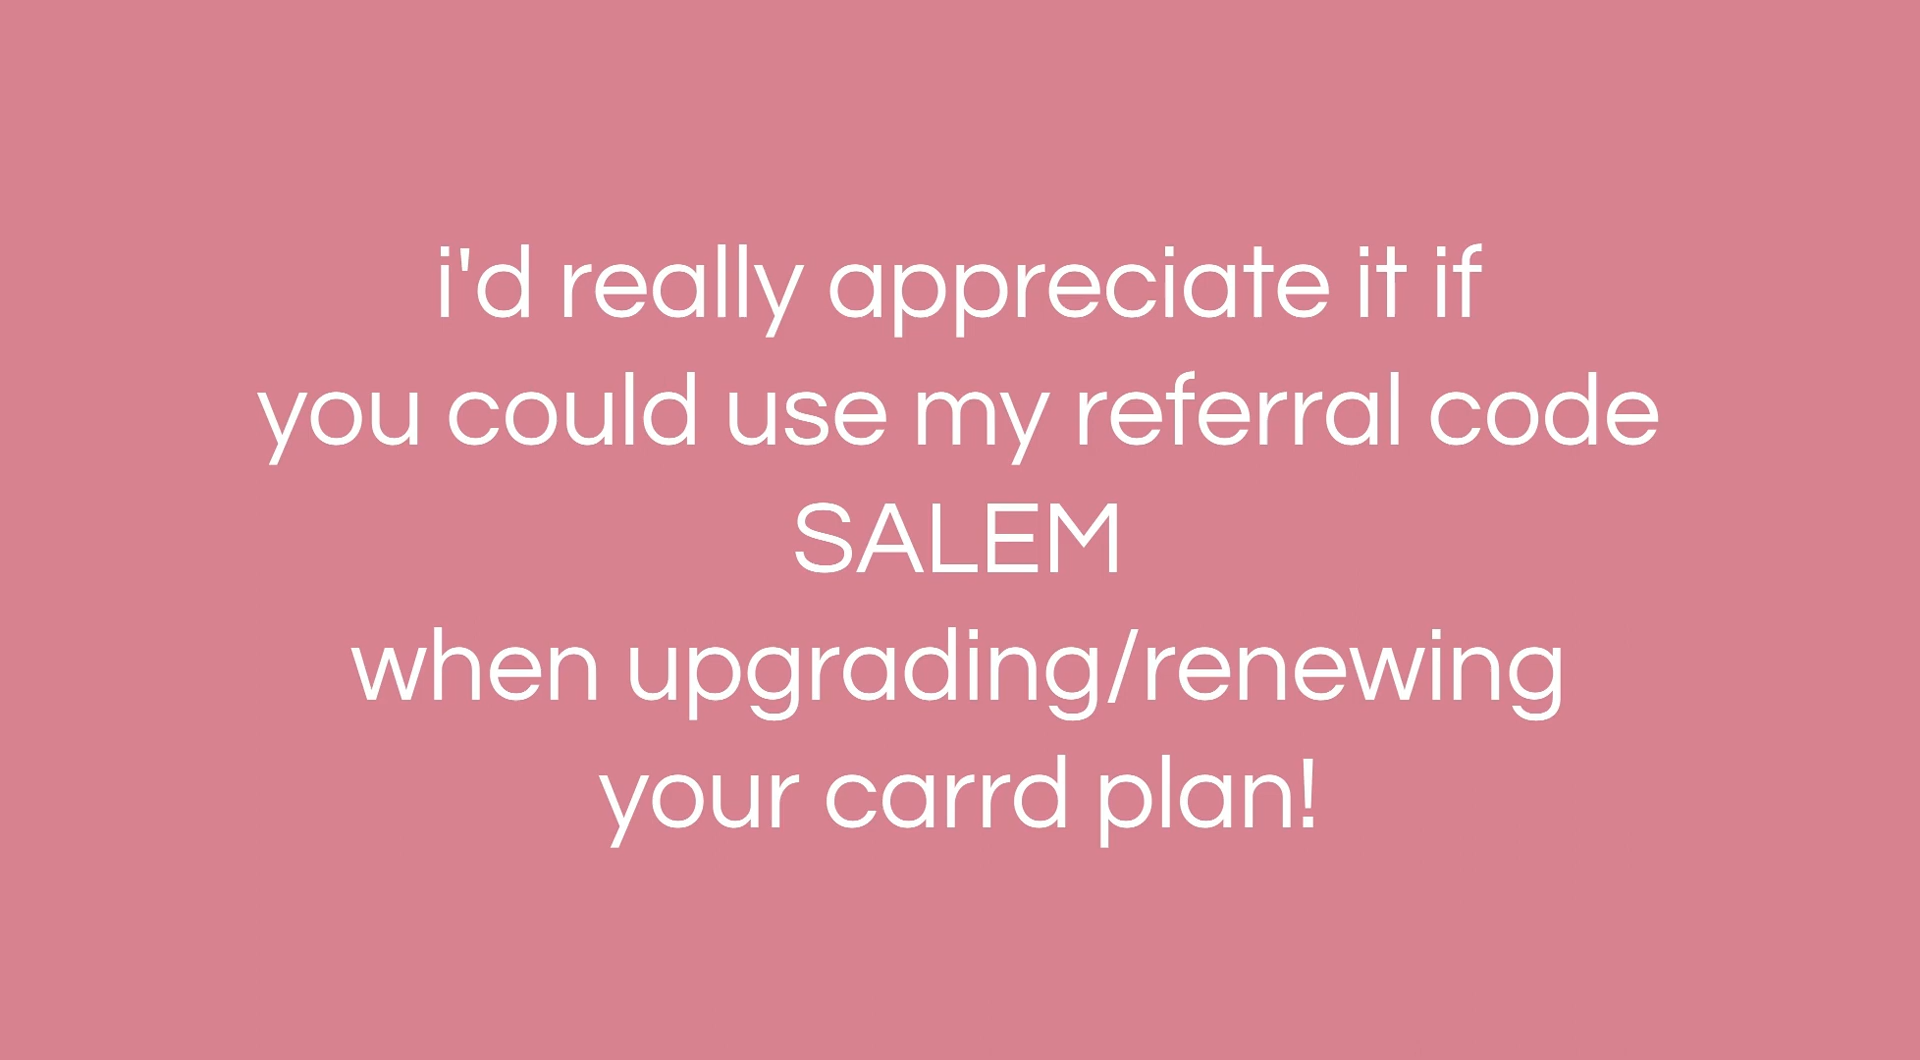 i'd really appreciate it if
you could use my referral code
SALEM
when upgrading/renewing
your carrd plan!